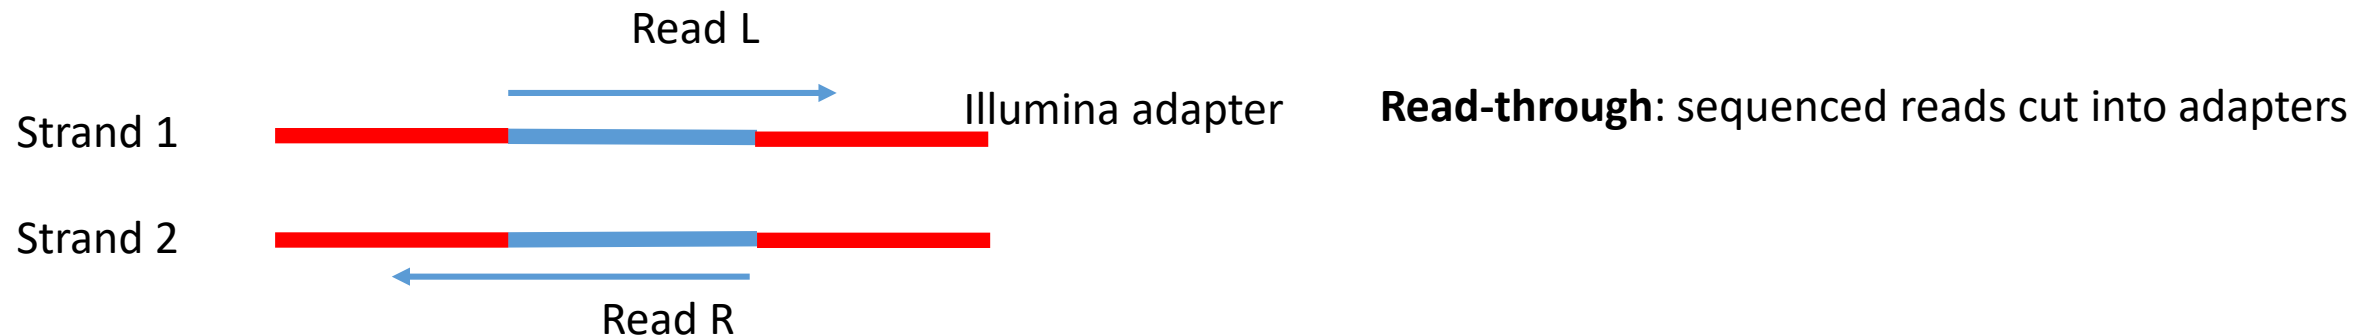 Read L
Illumina adapter
Read-through: sequenced reads cut into adapters
Strand 1
Strand 2
Read R